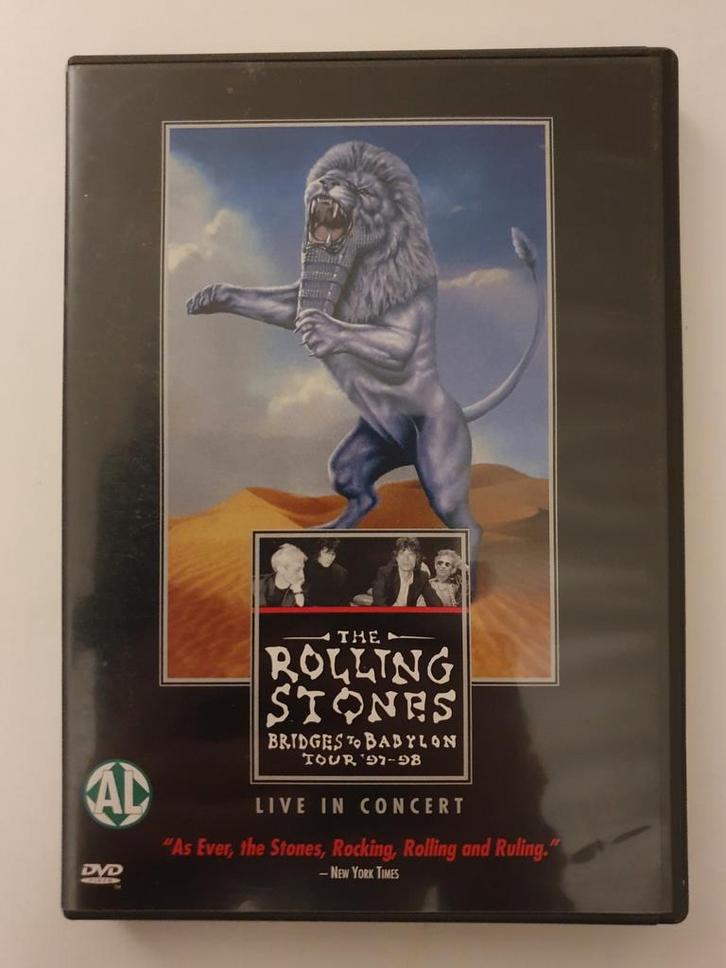 THE
ROLLING
STONES
BRIDGES TO BABYLON
TOUR '97-98
LIVE IN CONCERT
AL
"As Ever, the Stones, Rocking, Rolling and Ruling."
– NEW YORK TIMES
DVD
VIDEO™